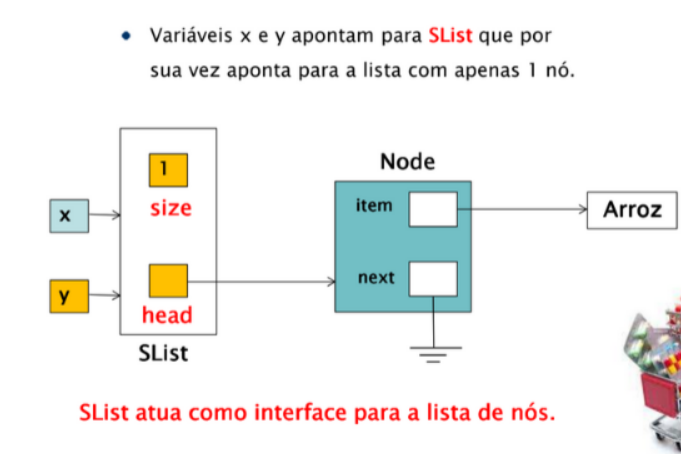 Variáveis x e y apontam para SList que por
sua vez aponta para a lista com apenas 1 nó.
Node
1
size
item
Arroz
x
next
y
head
SList
SList atua como interface para a lista de nós.